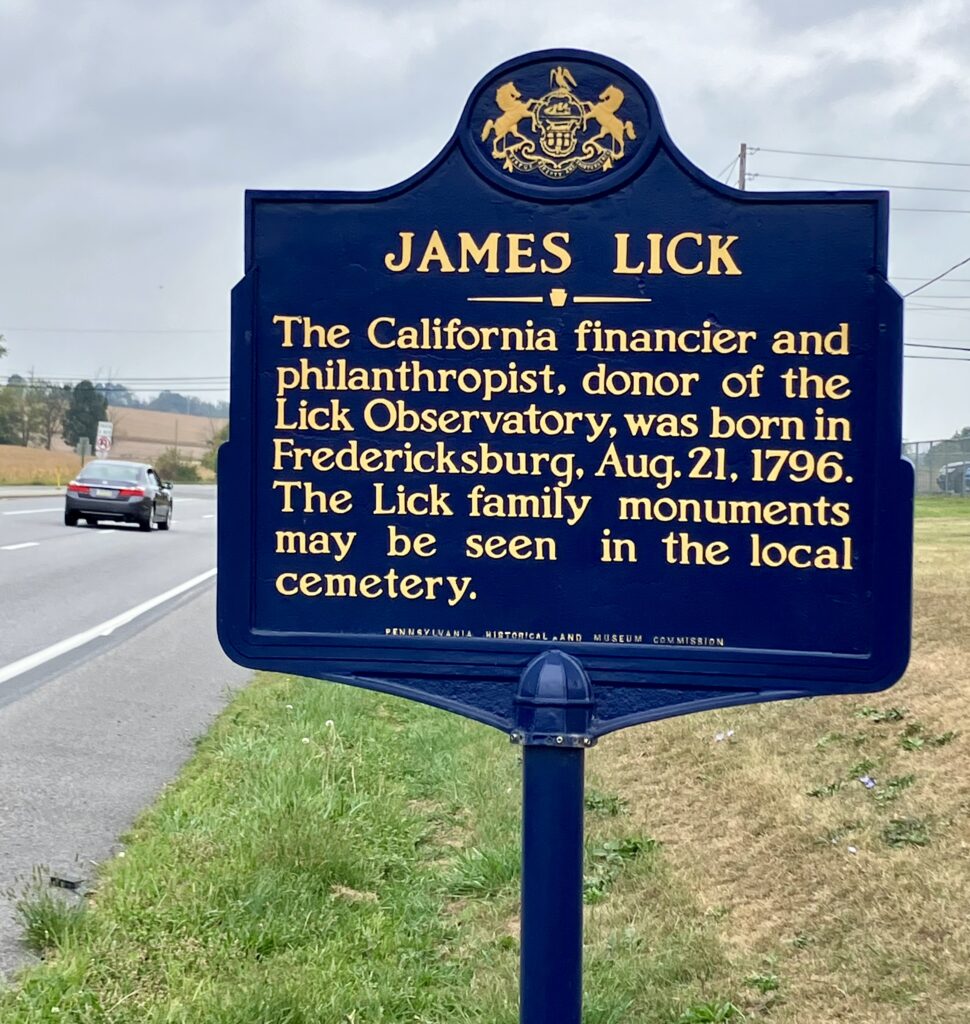 JAMES LICK
The California financier and
philanthropist, donor of the
Lick Observatory, was born in
Fredericksburg, Aug. 21, 1796.
The Lick family monuments
may be seen in the local
cemetery.
PENNSYLVANIA HISTORICAL AND MUSEUM COMMISSION